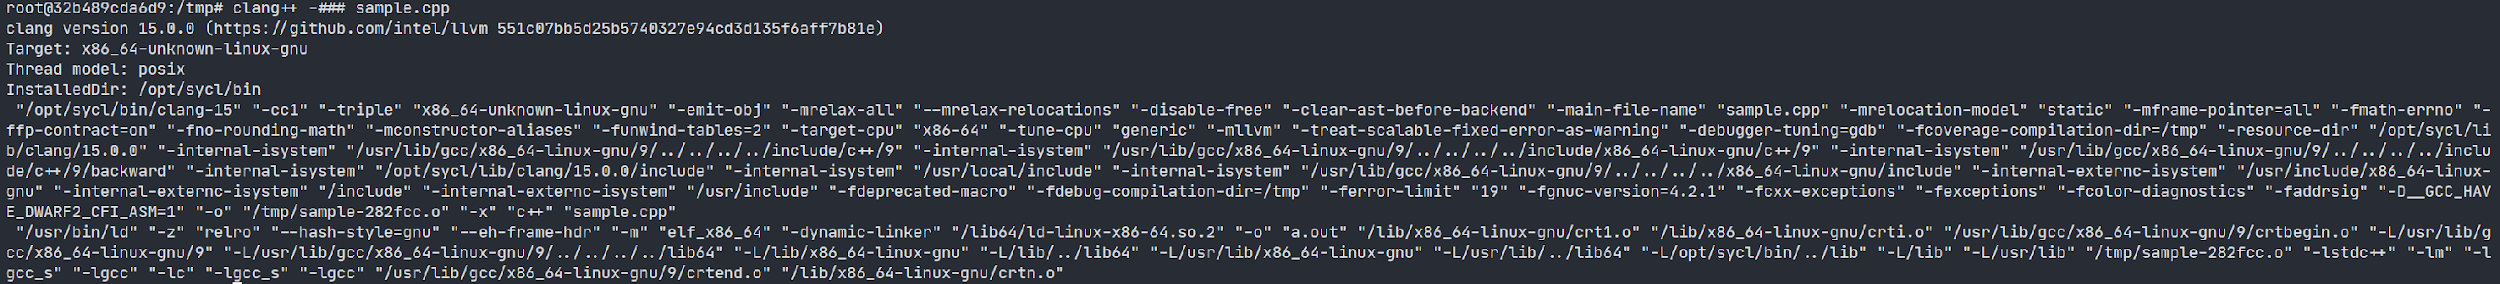 root@32b489cda6d9:/tmp# clang++ -### sample.cpp
clang version 15.0.0 (https://github.com/intel/llvm 551c07bb5d25b5740327e94cd3d135f6aff7b81e)
Target: x86_64-unknown-linux-gnu
Thread model: posix
InstalledDir: /opt/sycl/bin
 "/opt/sycl/bin/clang-15" "-cc1" "-triple" "x86_64-unknown-linux-gnu" "-emit-obj" "-mrelax-all" "--mrelax-relocations" "-disable-free" "-clear-ast-before-backend" "-main-file-name" "sample.cpp" "-mrelocation-model" "static" "-mframe-pointer=all" "-fmath-errno" "-
ffp-contract=on" "-fno-rounding-math" "-mconstructor-aliases" "-funwind-tables=2" "-target-cpu" "x86-64" "-tune-cpu" "generic" "-mllvm" "-treat-scalable-fixed-error-as-warning" "-debugger-tuning=gdb" "-fcoverage-compilation-dir=/tmp" "-resource-dir" "/opt/sycl/li
b/clang/15.0.0" "-internal-isystem" "/usr/lib/gcc/x86_64-linux-gnu/9/../../../../include/c++/9" "-internal-isystem" "/usr/lib/gcc/x86_64-linux-gnu/9/../../../../include/x86_64-linux-gnu/c++/9" "-internal-isystem" "/usr/lib/gcc/x86_64-linux-gnu/9/../../../../inclu
de/c++/9/backward" "-internal-isystem" "/opt/sycl/lib/clang/15.0.0/include" "-internal-isystem" "/usr/local/include" "-internal-isystem" "/usr/lib/gcc/x86_64-linux-gnu/9/../../../../x86_64-linux-gnu/include" "-internal-externc-isystem" "/usr/include/x86_64-linux-
gnu" "-internal-externc-isystem" "/include" "-internal-externc-isystem" "/usr/include" "-fdeprecated-macro" "-fdebug-compilation-dir=/tmp" "-ferror-limit" "19" "-fgnuc-version=4.2.1" "-fcxx-exceptions" "-fexceptions" "-fcolor-diagnostics" "-faddrsig" "-D__GCC_HAV
E_DWARF2_CFI_ASM=1" "-o" "/tmp/sample-282fcc.o" "-x" "c++" "sample.cpp"
 "/usr/bin/ld" "-z" "relro" "--hash-style=gnu" "--eh-frame-hdr" "-m" "elf_x86_64" "-dynamic-linker" "/lib64/ld-linux-x86-64.so.2" "-o" "a.out" "/lib/x86_64-linux-gnu/crt1.o" "/lib/x86_64-linux-gnu/crti.o" "/usr/lib/gcc/x86_64-linux-gnu/9/crtbegin.o" "-L/usr/lib/g
cc/x86_64-linux-gnu/9" "-L/usr/lib/gcc/x86_64-linux-gnu/9/../../../../lib64" "-L/lib/x86_64-linux-gnu" "-L/lib/../lib64" "-L/usr/lib/x86_64-linux-gnu" "-L/usr/lib/../lib64" "-L/opt/sycl/bin/../lib" "-L/lib" "-L/usr/lib" "/tmp/sample-282fcc.o" "-lstdc++" "-lm" "-l
gcc_s" "-lgcc" "-lc" "-lgcc_s" "-lgcc" "/usr/lib/gcc/x86_64-linux-gnu/9/crtend.o" "/lib/x86_64-linux-gnu/crtn.o"